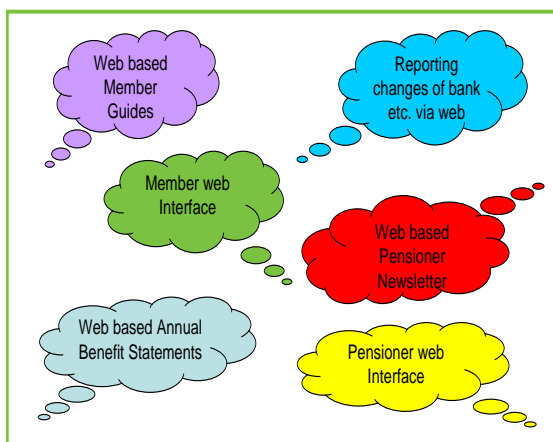 Web based
Member
Guides
Reporting
changes of bank
etc. via web
Member web
Interface
Web based
Pensioner
Newsletter
Web based Annual
Benefit Statements
Pensioner web
Interface